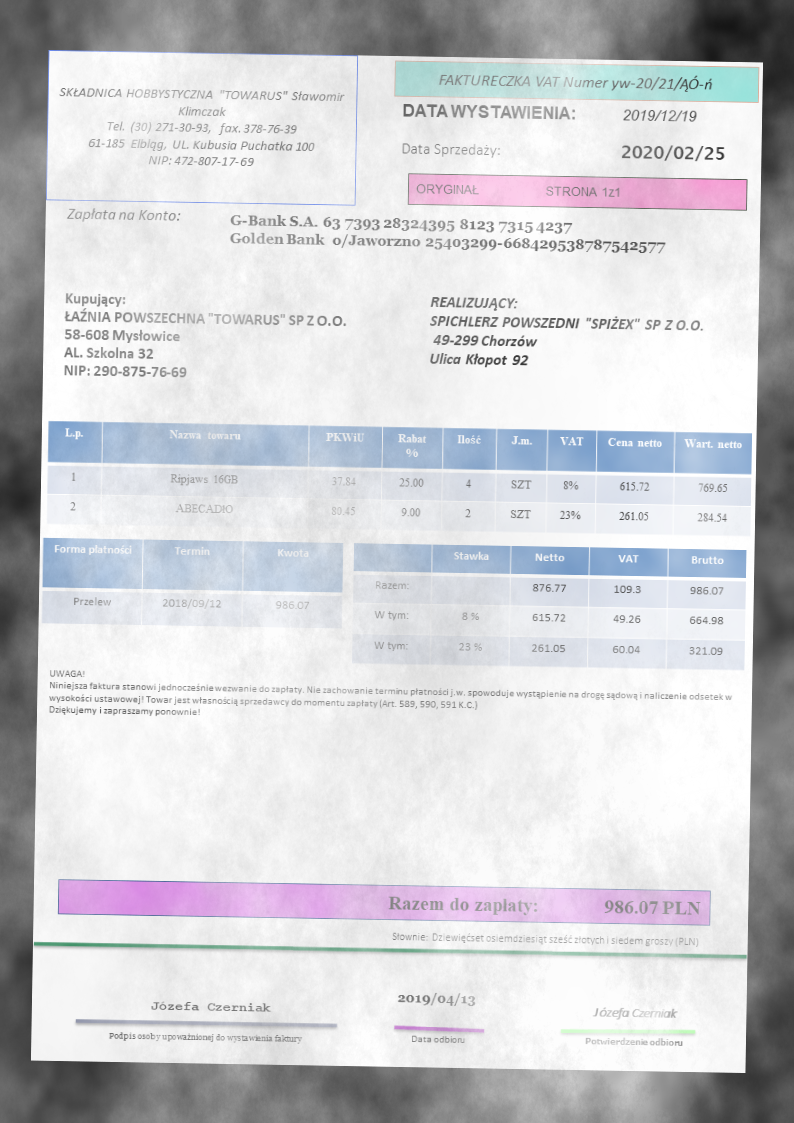 SKŁADNICA HOBBYSTYCZNA "TOWARUS" Sławomir
Klimczak
Tel. (30) 271-30-93, fax. 378-76-39
61-185 Elbląg, UL. Kubusia Puchatka 100
NIP: 472-807-17-69
FAKTURECZKA VAT Numer yw-20/21/ĄÓ-ń
DATA WYSTAWIENIA: 2019/12/19
Data Sprzedaży: 2020/02/25
ORYGINAŁ STRONA 1z1
Zapłata na Konto: G-Bank S.A. 63 7393 28324395 8123 7315 4237
Golden Bank o/Jaworzno 25403299-668429538787542577
Kupujący:
ŁAŹNIA POWSZECHNA "TOWARUS" SP Z O.O.
58-608 Mysłowice
AL. Szkolna 32
NIP: 290-875-76-69
REALIZUJĄCY:
SPICHLERZ POWSZEDNI "SPIŻEX" SP Z O.O.
49-299 Chorzów
Ulica Kłopot 92
L.p. Nazwa towaru PKWiU Rabat % Ilość J.m. VAT Cena netto Wart. netto
1 Ripjaws 16GB 37.84 25.00 4 SZT 8% 615.72 769.65
2 ABECADŁO 80.45 9.00 2 SZT 23% 261.05 284.54
Forma płatności Termin Kwota
Przelew 2018/09/12 986.07
Stawka Netto VAT Brutto
Razem: 876.77 109.3 986.07
W tym: 8 % 615.72 49.26 664.98
W tym: 23 % 261.05 60.04 321.09
UWAGA!
Niniejsza faktura stanowi jednocześnie wezwanie do zapłaty. Nie zachowanie terminu płatności j.w. spowoduje wystąpienie na drogę sądową i naliczenie odsetek w
wysokości ustawowej! Towar jest własnością sprzedawcy do momentu zapłaty (Art. 589, 590, 591 K.C.)
Dziękujemy i zapraszamy ponownie!
Razem do zapłaty: 986.07 PLN
Słownie: Dziewięćset osiemdziesiąt sześć złotych i siedem groszy (PLN)
Józefa Czerniak
Podpis osoby upoważnionej do wystawienia faktury
2019/04/13
Data odbioru
Józefa Czerniak
Potwierdzenie odbioru